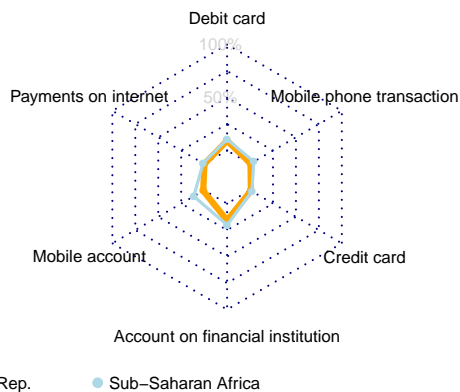 Debit card
100%
Payments on internet
50%
Mobile phone transaction
Mobile account
Credit card
Account on financial institution
Rep.
Sub−Saharan Africa